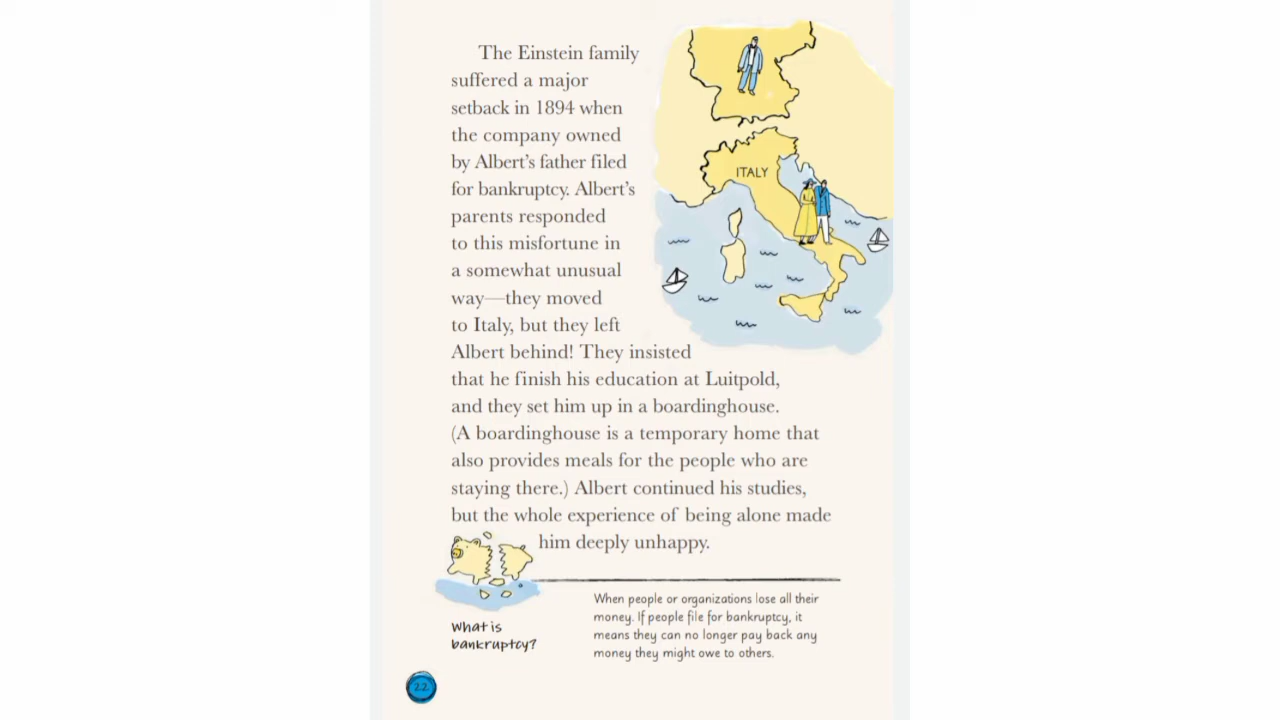 The Einstein family
suffered a major
setback in 1894 when
the company owned
by Albert’s father filed
for bankruptcy. Albert’s
parents responded
to this misfortune in
a somewhat unusual
way—they moved
to Italy, but they left
Albert behind! They insisted
that he finish his education at Luitpold,
and they set him up in a boardinghouse.
(A boardinghouse is a temporary home that
also provides meals for the people who are
staying there.) Albert continued his studies,
but the whole experience of being alone made
him deeply unhappy.
ITALY
What is
bankruptcy?
When people or organizations lose all their
money. If people file for bankruptcy, it
means they can no longer pay back any
money they might owe to others.
22